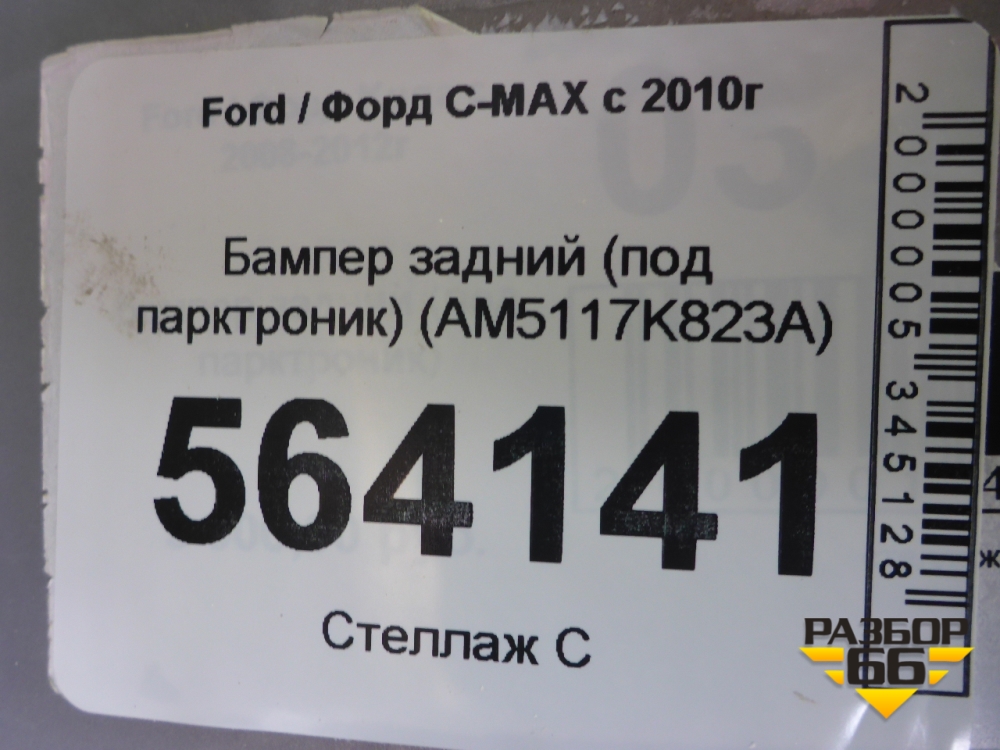 Ford / Форд C-MAX с 2010г
Бампер задний (под
парктроник) (AM5117K823A)
564141
Стеллаж С
2000005345128
РАЗБОР
66